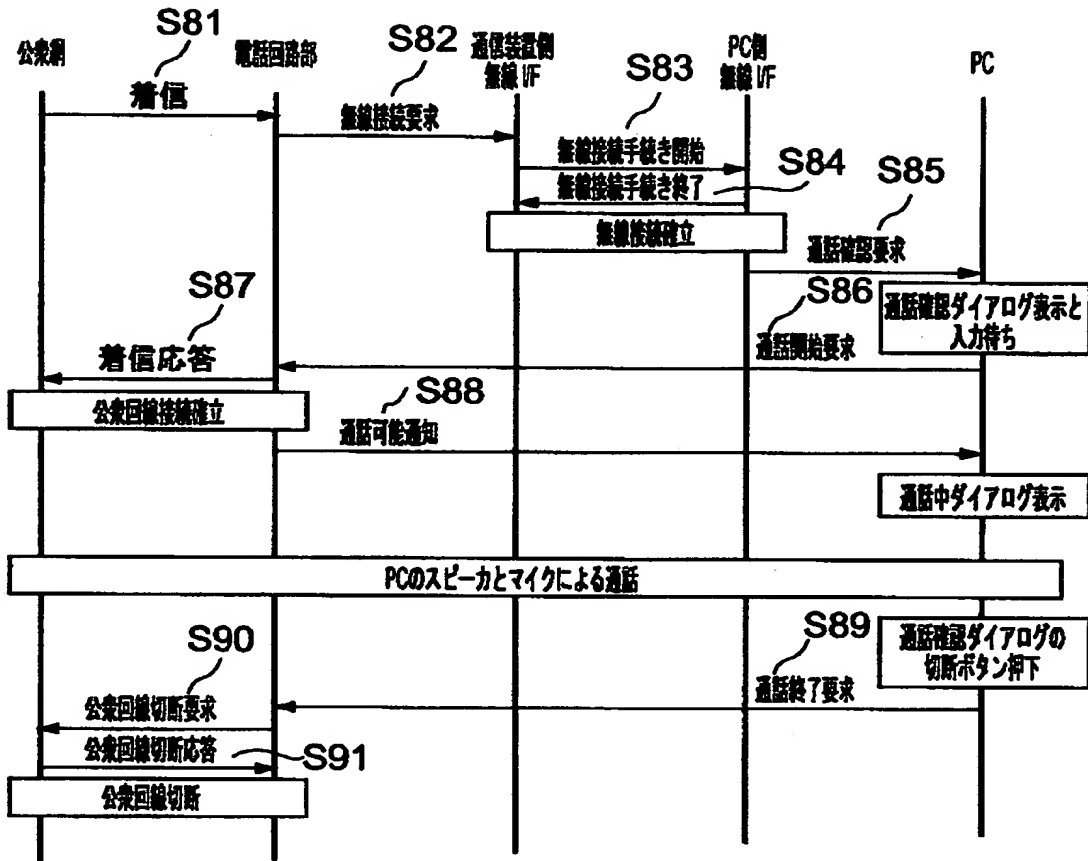 公衆網
S81
電話回路部
S82
通信装置側
無線 I/F
S83
PC側
無線 I/F
PC
着信
無線接続要求
無線接続手続き開始
S84
無線接続手続き終了
S85
無線接続確立
通話確認要求
S87
S86
通話確認ダイアログ表示と
入力待ち
着信応答
通話開始要求
公衆回線接続確立
S88
通話可能通知
通話中ダイアログ表示
PCのスピーカとマイクによる通話
S90
S89
通話確認ダイアログの
切断ボタン押下
公衆回線切断要求
通話終了要求
公衆回線切断応答
S91
公衆回線切断